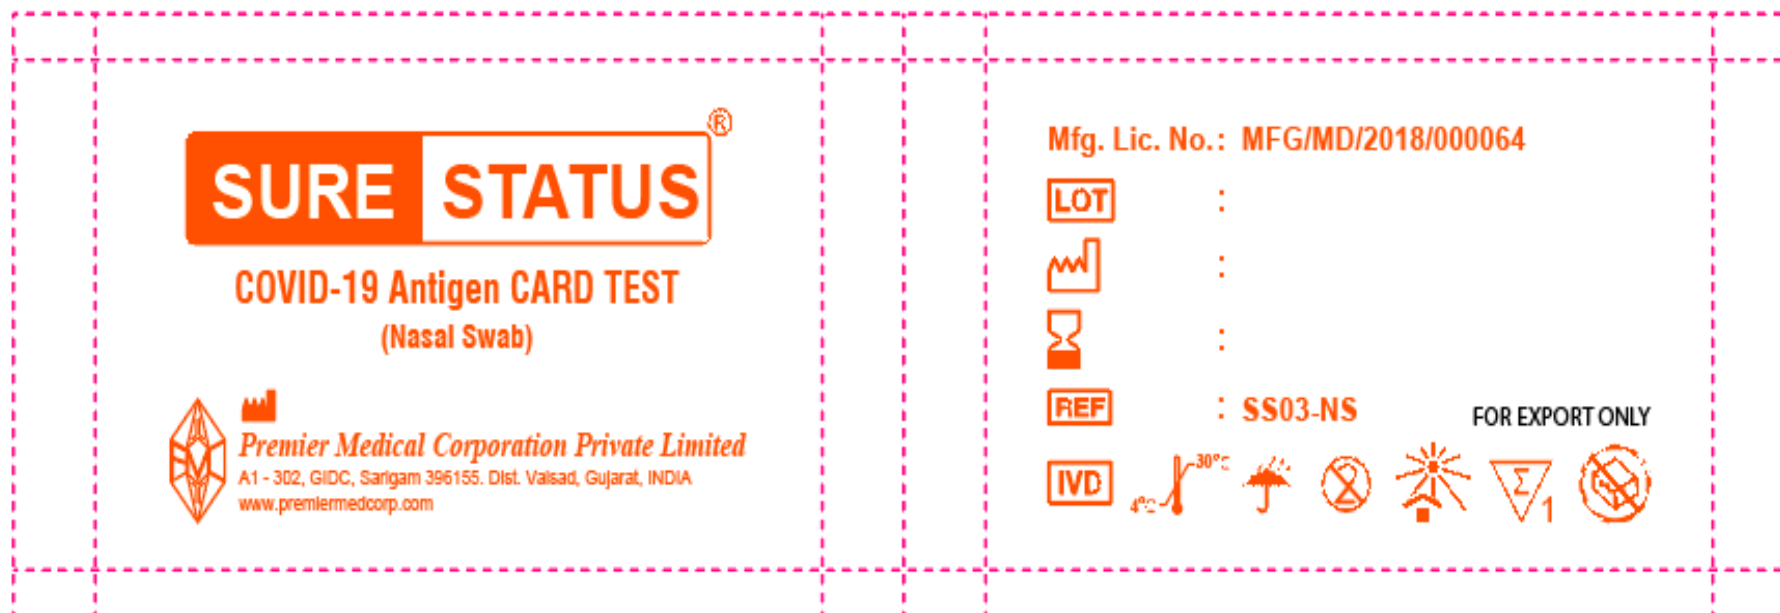 SURE STATUS ®
COVID-19 Antigen CARD TEST
(Nasal Swab)
Premier Medical Corporation Private Limited
A1 - 302, GIDC, Sarigam 396155. Dist. Valsad, Gujarat, INDIA
www.premiermedcorp.com
Mfg. Lic. No.: MFG/MD/2018/000064
LOT :
:
:
REF : SS03-NS
FOR EXPORT ONLY
IVD 4°C 30°C 2 Σ 1